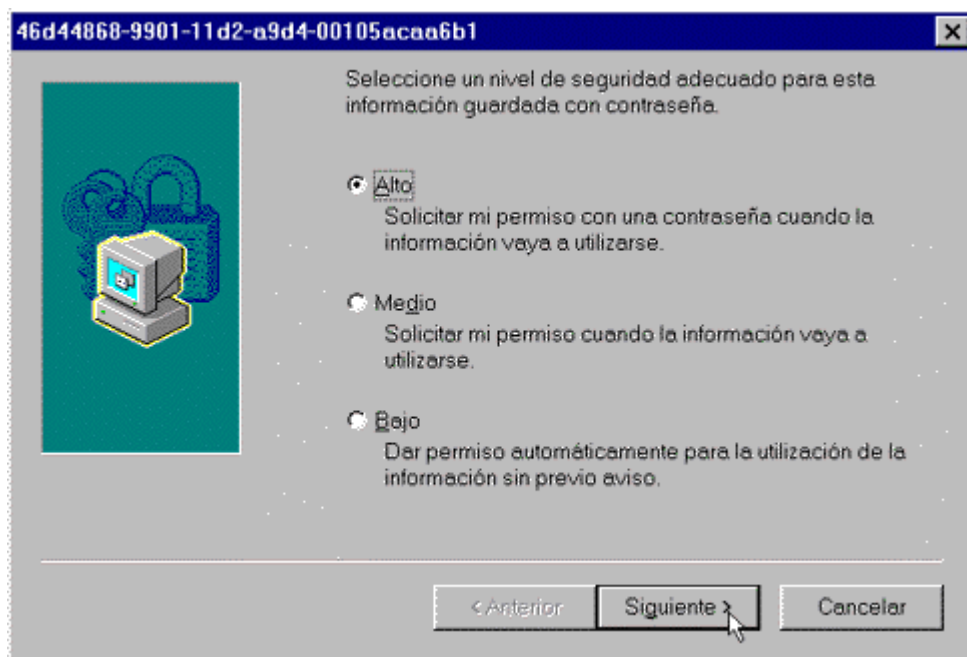 46d44868-9901-11d2-a9d4-00105acaa6b1
Seleccione un nivel de seguridad adecuado para esta
información guardada con contraseña.
Alto
Solicitar mi permiso con una contraseña cuando la
información vaya a utilizarse.
Medio
Solicitar mi permiso cuando la información vaya a
utilizarse.
Bajo
Dar permiso automáticamente para la utilización de la
información sin previo aviso.
< Anterior
Siguiente >
Cancelar